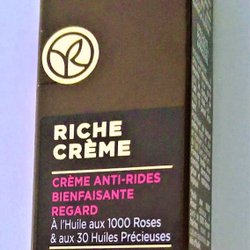 RICHE
CRÈME
CRÈME ANTI-RIDES
BIENFAISANTE
REGARD
À l'Huile aux 1000 Roses
& aux 30 Huiles Précieuses